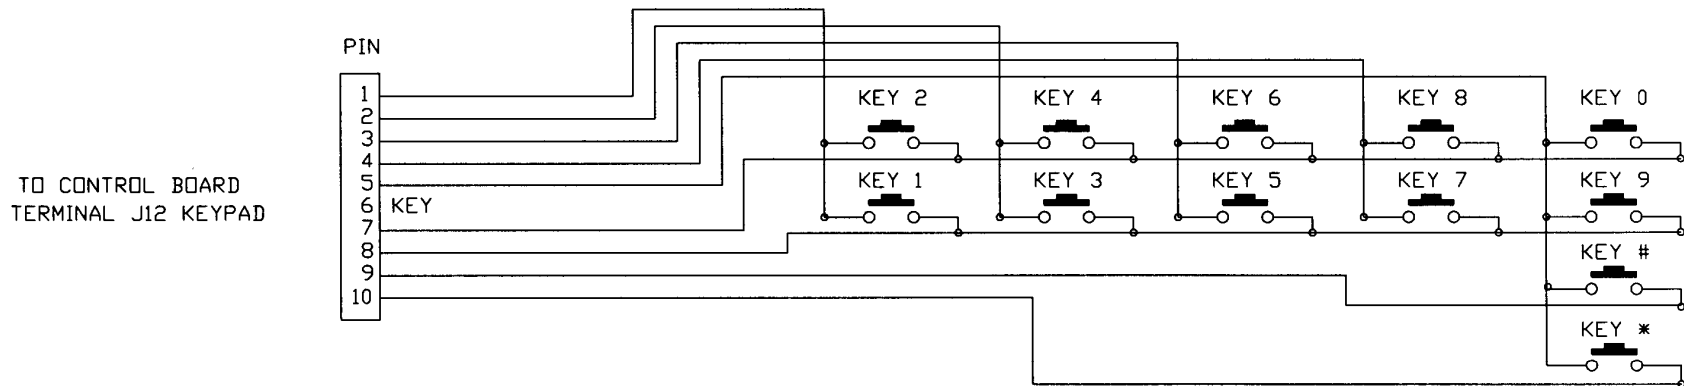 PIN
1
2
3
4
5
6 KEY
7
8
9
10
TO CONTROL BOARD
TERMINAL J12 KEYPAD
KEY 2 KEY 4 KEY 6 KEY 8 KEY 0
KEY 1 KEY 3 KEY 5 KEY 7 KEY 9
KEY #
KEY *